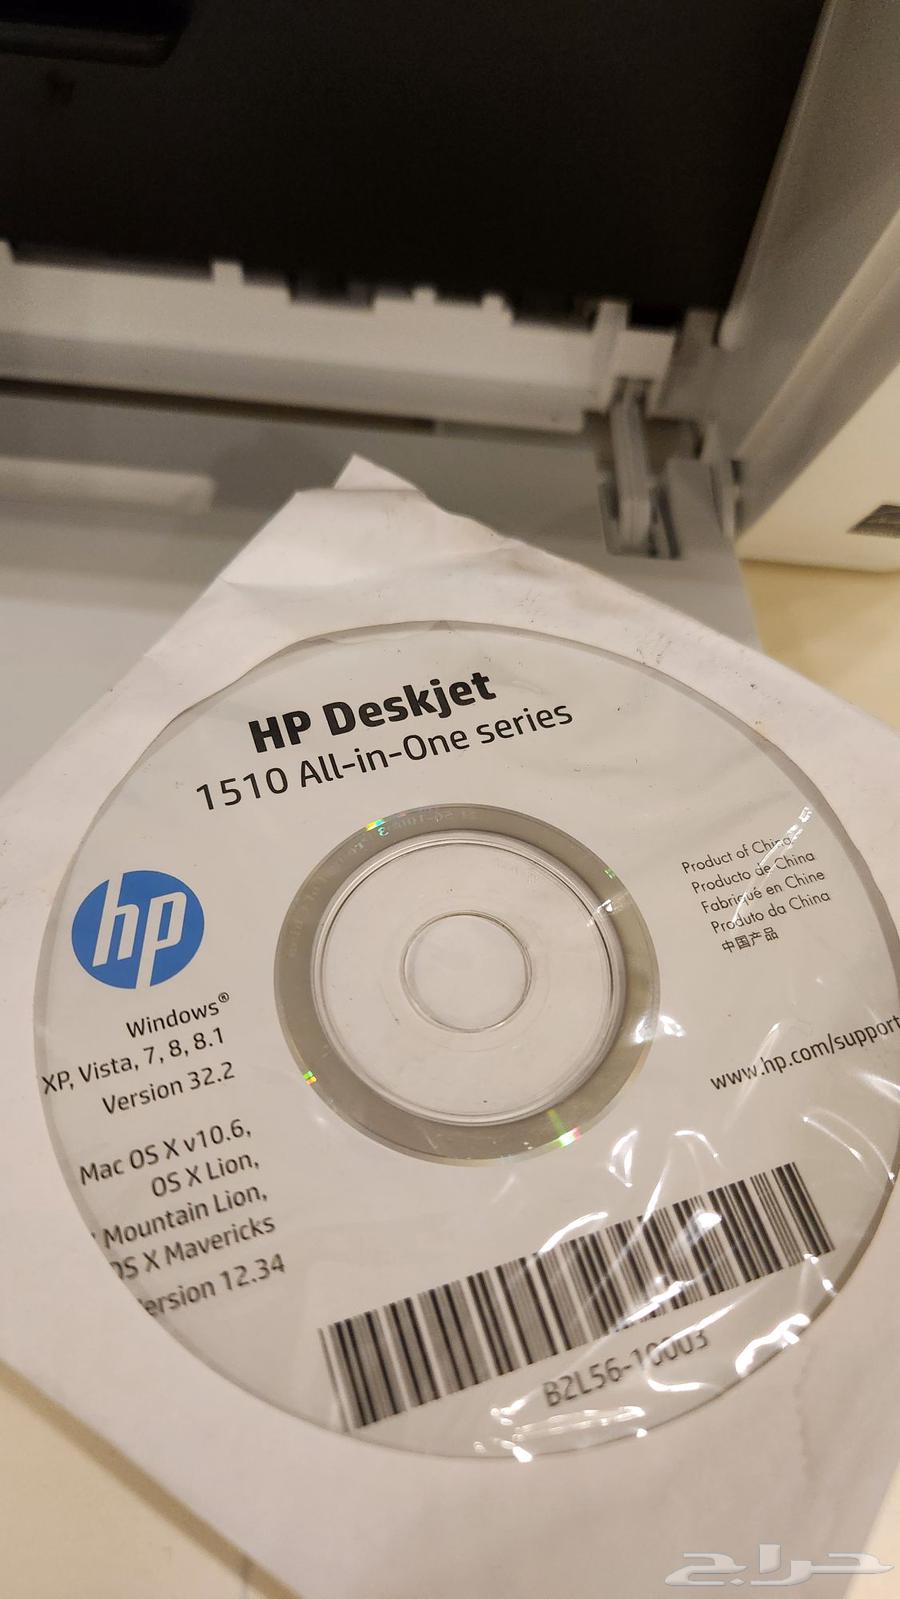 HP Deskjet
1510 All-in-One series
hp
Windows®
XP, Vista, 7, 8, 8.1
Version 32.2
Mac OS X v10.6,
OS X Lion,
Mountain Lion,
OS X Mavericks
Version 12.34
Product of China
Producto de China
Fabriqué en Chine
Produto da China
中国产品
www.hp.com/support
B2L56-10003
حراج